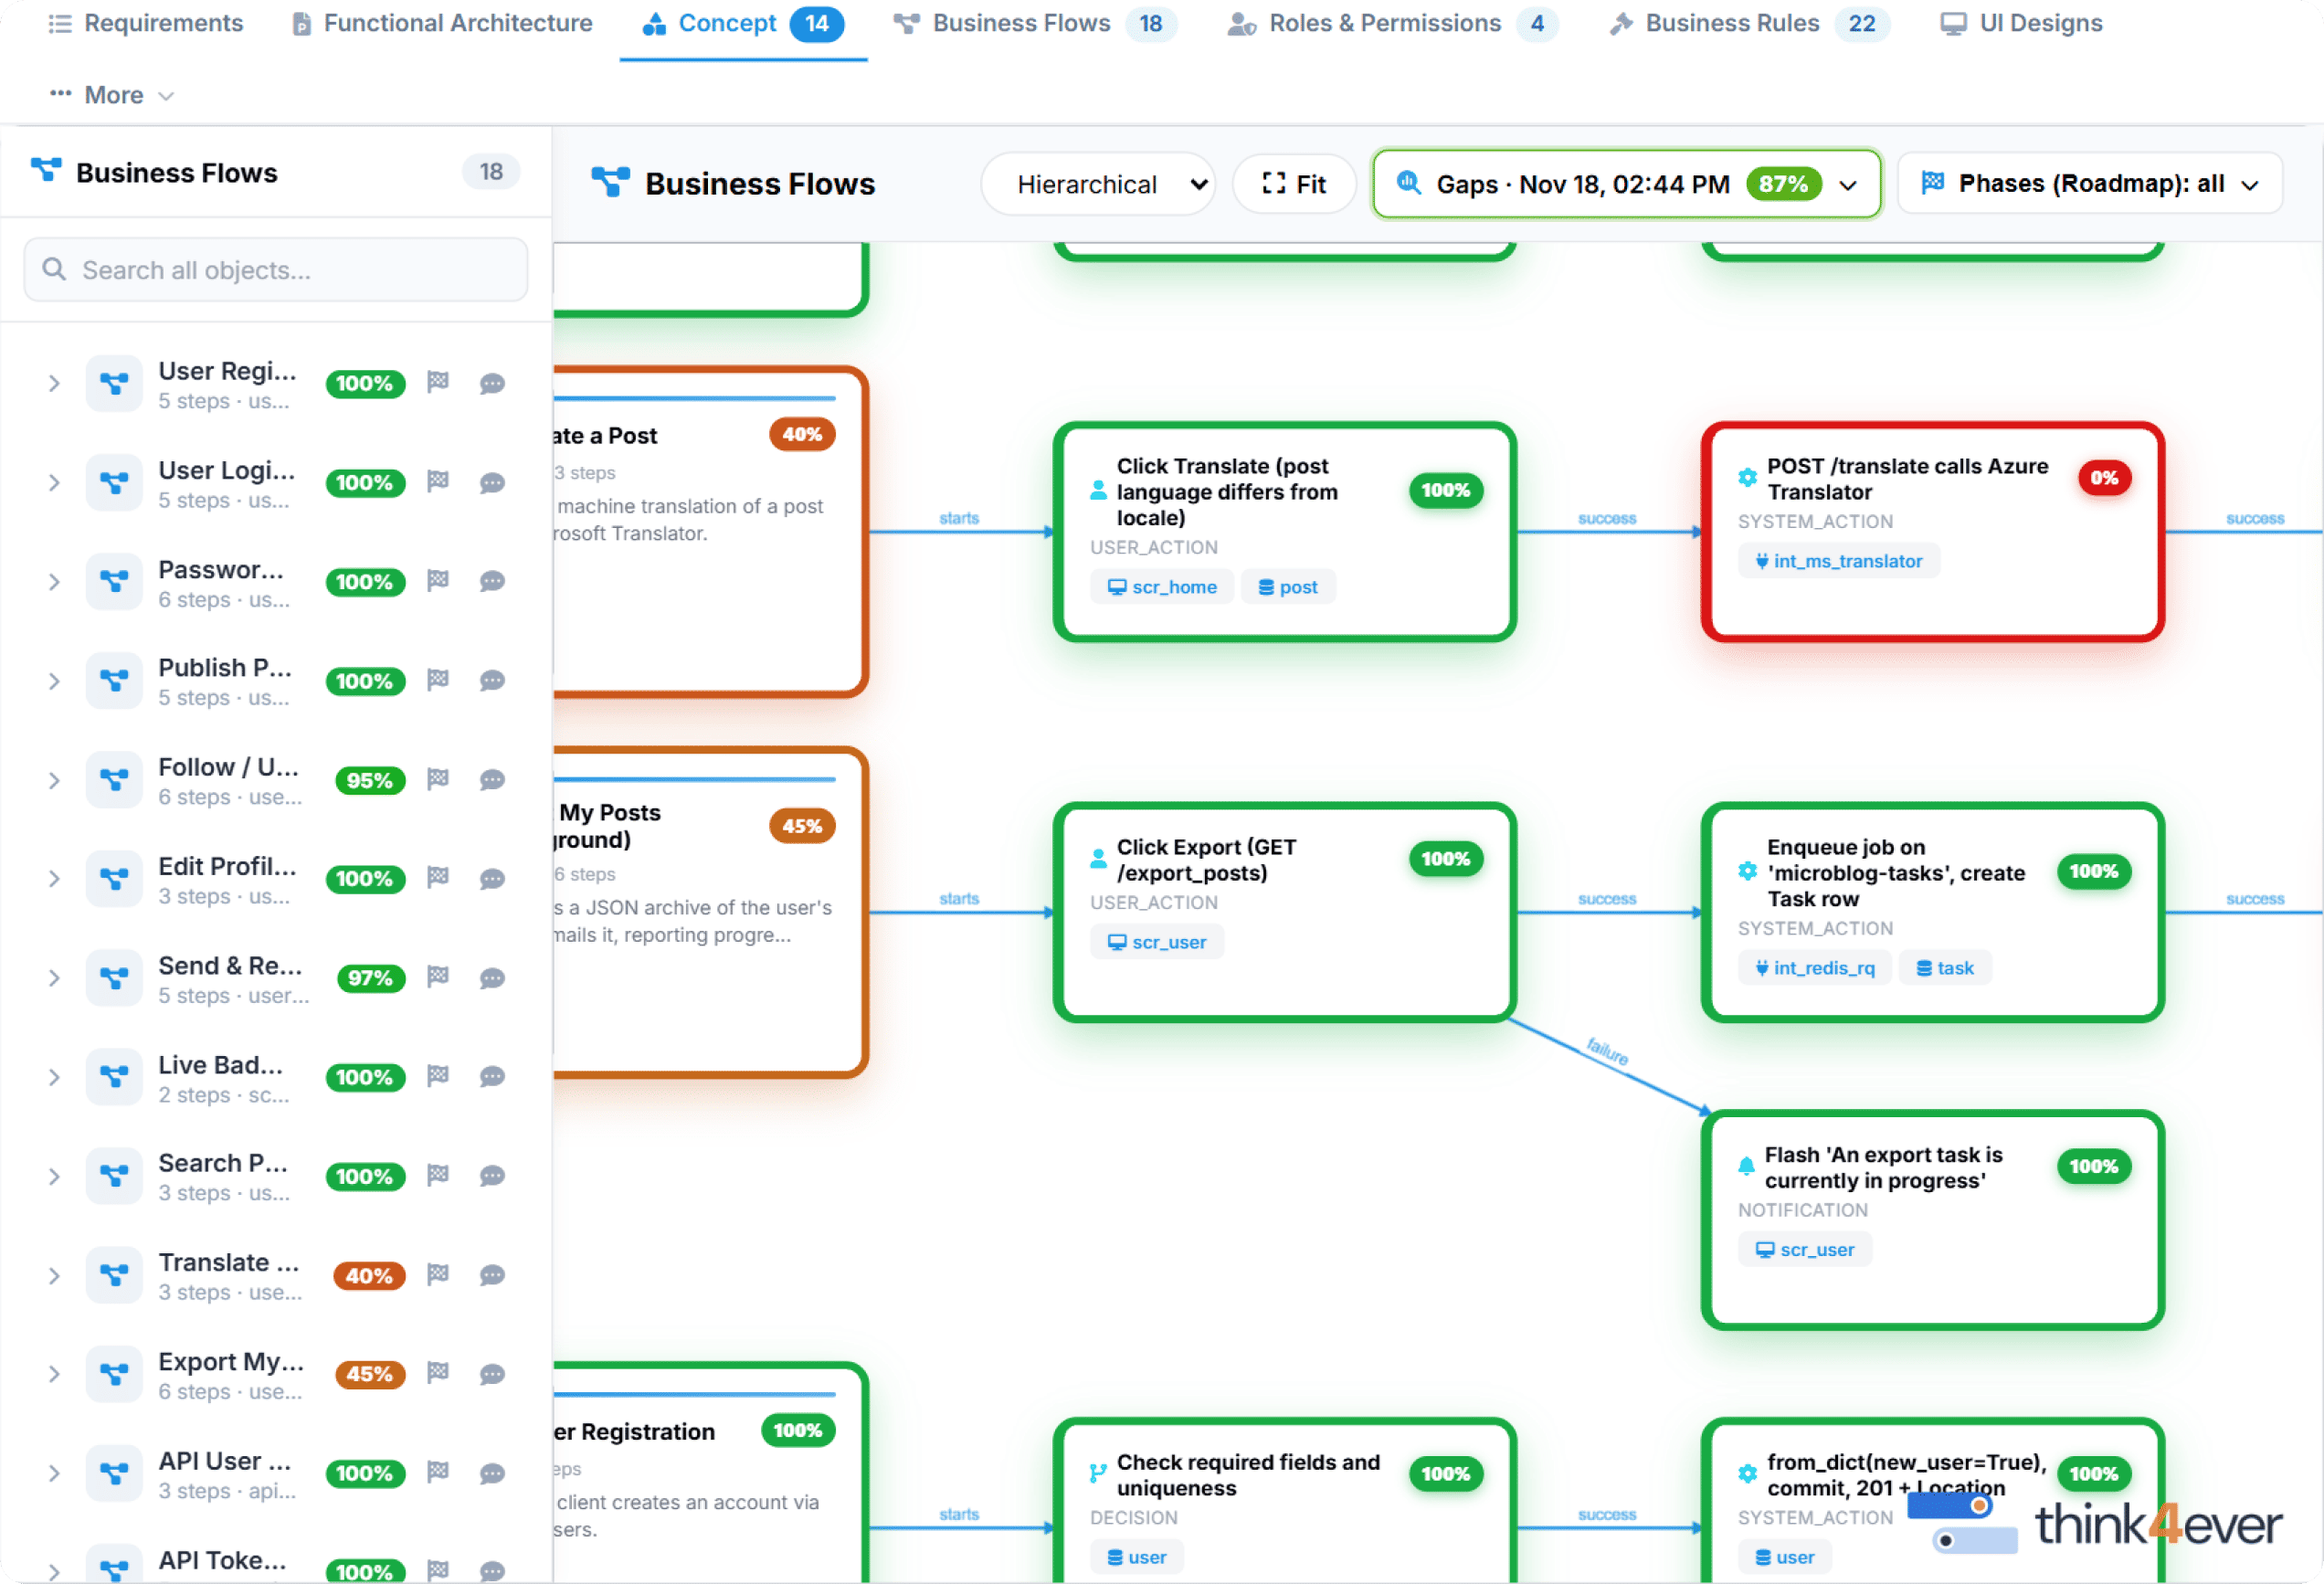 Requirements
Functional Architecture
Concept 14
Business Flows 18
Roles & Permissions 4
Business Rules 22
UI Designs
More
Business Flows 18
Search all objects...
User Regi... 100%
5 steps · us...
User Logi... 100%
5 steps · us...
Passwor... 100%
6 steps · us...
Publish P... 100%
5 steps · us...
Follow / U... 95%
6 steps · use...
Edit Profil... 100%
3 steps · us...
Send & Re... 97%
5 steps · user...
Live Bad... 100%
2 steps · sc...
Search P... 100%
3 steps · us...
Translate ... 40%
3 steps · use...
Export My... 45%
6 steps · use...
API User ... 100%
3 steps · api...
API Toke... 100%
Business Flows
Hierarchical
Fit
Gaps · Nov 18, 02:44 PM 87%
Phases (Roadmap): all
ate a Post 40%
3 steps
machine translation of a post
rosoft Translator.
starts
Click Translate (post
language differs from
locale)
100%
USER_ACTION
scr_home
post
success
POST /translate calls Azure
Translator
0%
SYSTEM_ACTION
int_ms_translator
success
My Posts
ground)
45%
6 steps
s a JSON archive of the user's
mails it, reporting progre...
starts
Click Export (GET
/export_posts)
100%
USER_ACTION
scr_user
success
failure
Enqueue job on
'microblog-tasks', create
Task row
100%
SYSTEM_ACTION
int_redis_rq
task
success
Flash 'An export task is
currently in progress'
100%
NOTIFICATION
scr_user
er Registration 100%
eps
client creates an account via
sers.
starts
Check required fields and
uniqueness
100%
DECISION
user
success
from_dict(new_user=True),
commit, 201 + Location
100%
SYSTEM_ACTION
user
think4ever